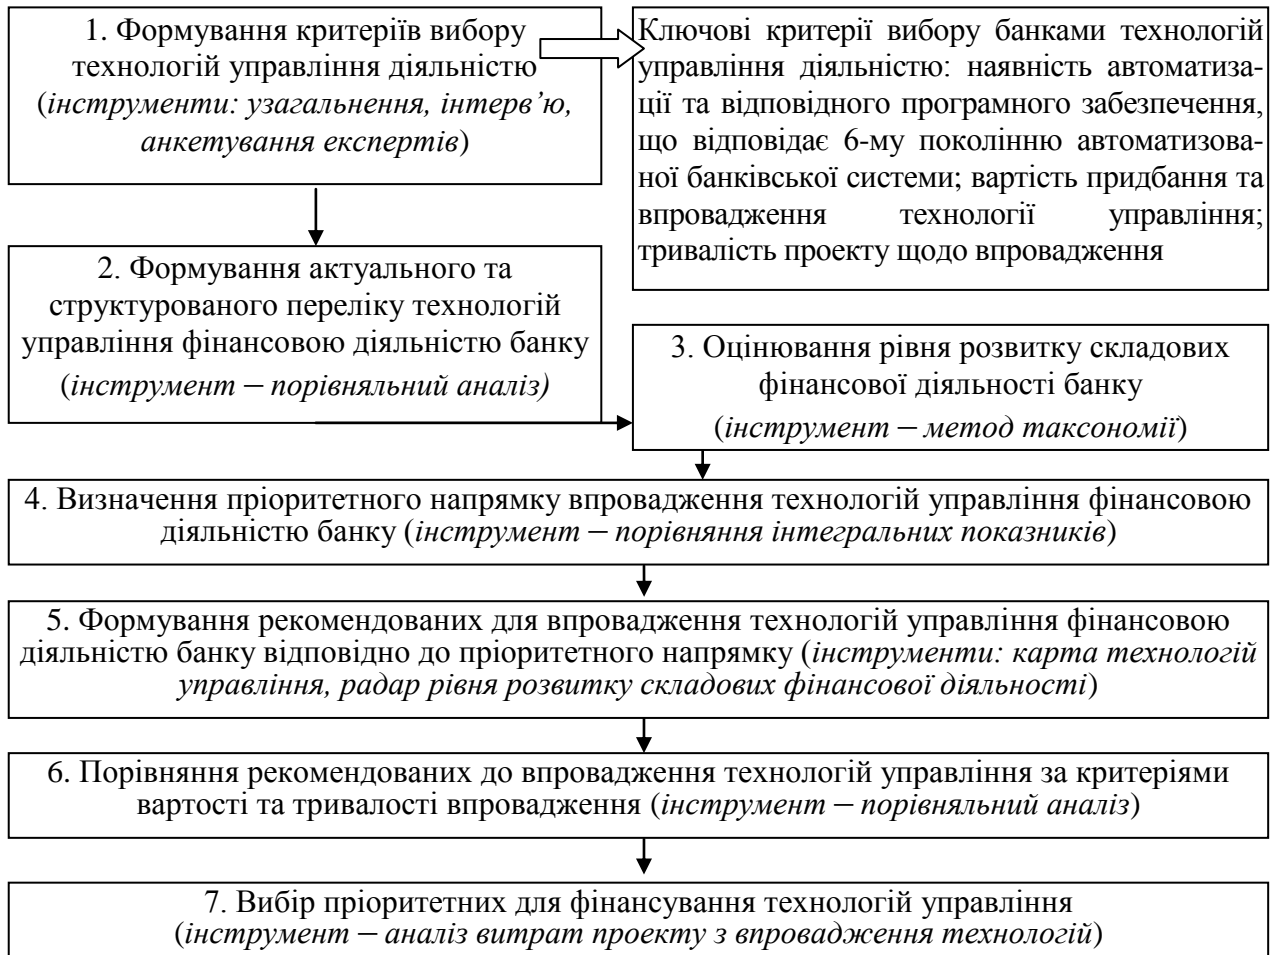 1. Формування критеріїв вибору
технологій управління діяльністю
(інструменти: узагальнення, інтерв’ю,
анкетування експертів)
Ключові критерії вибору банками технологій
управління діяльністю: наявність автоматиза-
ції та відповідного програмного забезпечення,
що відповідає 6-му поколінню автоматизова-
ної банківської системи; вартість придбання та
впровадження технології управління;
тривалість проекту щодо впровадження
2. Формування актуального та
структурованого переліку технологій
управління фінансовою діяльністю банку
(інструмент – порівняльний аналіз)
3. Оцінювання рівня розвитку складових
фінансової діяльності банку
(інструмент – метод таксономії)
4. Визначення пріоритетного напрямку впровадження технологій управління фінансовою
діяльністю банку (інструмент – порівняння інтегральних показників)
5. Формування рекомендованих для впровадження технологій управління фінансовою
діяльністю банку відповідно до пріоритетного напрямку (інструменти: карта технологій
управління, радар рівня розвитку складових фінансової діяльності)
6. Порівняння рекомендованих до впровадження технологій управління за критеріями
вартості та тривалості впровадження (інструмент – порівняльний аналіз)
7. Вибір пріоритетних для фінансування технологій управління
(інструмент – аналіз витрат проекту з впровадження технологій)